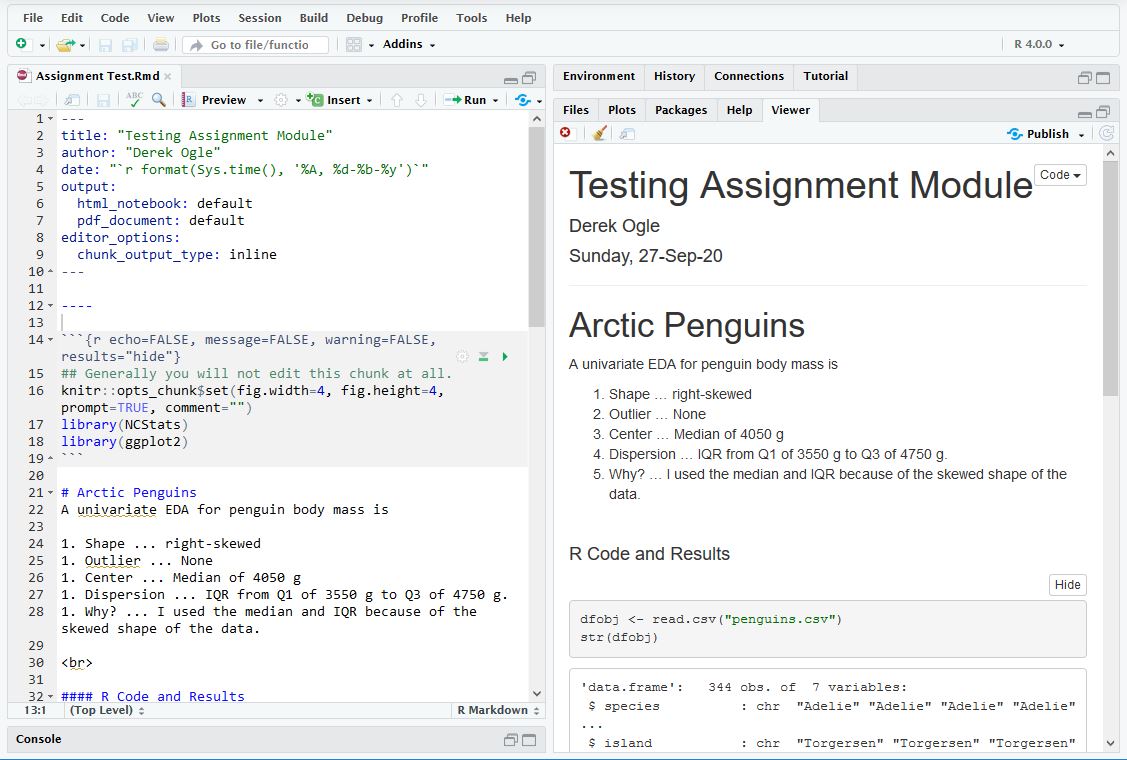 File Edit Code View Plots Session Build Debug Profile Tools Help
Go to file/functio Addins R 4.0.0
Assignment Test.Rmd
ABC Preview Insert Run
1 ---
2 title: "Testing Assignment Module"
3 author: "Derek Ogle"
4 date: "`r format(Sys.time(), '%A, %d-%b-%y')`"
5 output:
6 html_notebook: default
7 pdf_document: default
8 editor_options:
9 chunk_output_type: inline
10 ---
11
12 ----
13
14 ```{r echo=FALSE, message=FALSE, warning=FALSE,
results="hide"}
15 ## Generally you will not edit this chunk at all.
16 knitr::opts_chunk$set(fig.width=4, fig.height=4,
prompt=TRUE, comment="")
17 library(NCStats)
18 library(ggplot2)
19 ```
20
21 # Arctic Penguins
22 A univariate EDA for penguin body mass is
23
24 1. Shape ... right-skewed
25 1. Outlier ... None
26 1. Center ... Median of 4050 g
27 1. Dispersion ... IQR from Q1 of 3550 g to Q3 of 4750 g.
28 1. Why? ... I used the median and IQR because of the
skewed shape of the data.
29
30 <br>
31
32 #### R Code and Results
13:1 (Top Level) R Markdown
Console
Environment History Connections Tutorial
Files Plots Packages Help Viewer
Publish
Testing Assignment Module
Code
Derek Ogle
Sunday, 27-Sep-20
Arctic Penguins
A univariate EDA for penguin body mass is
1. Shape … right-skewed
2. Outlier … None
3. Center … Median of 4050 g
4. Dispersion … IQR from Q1 of 3550 g to Q3 of 4750 g.
5. Why? … I used the median and IQR because of the skewed shape of the
data.
R Code and Results
Hide
dfobj <- read.csv("penguins.csv")
str(dfobj)
'data.frame': 344 obs. of 7 variables:
$ species : chr "Adelie" "Adelie" "Adelie" "Adelie"
...
$ island : chr "Torgersen" "Torgersen" "Torgersen"